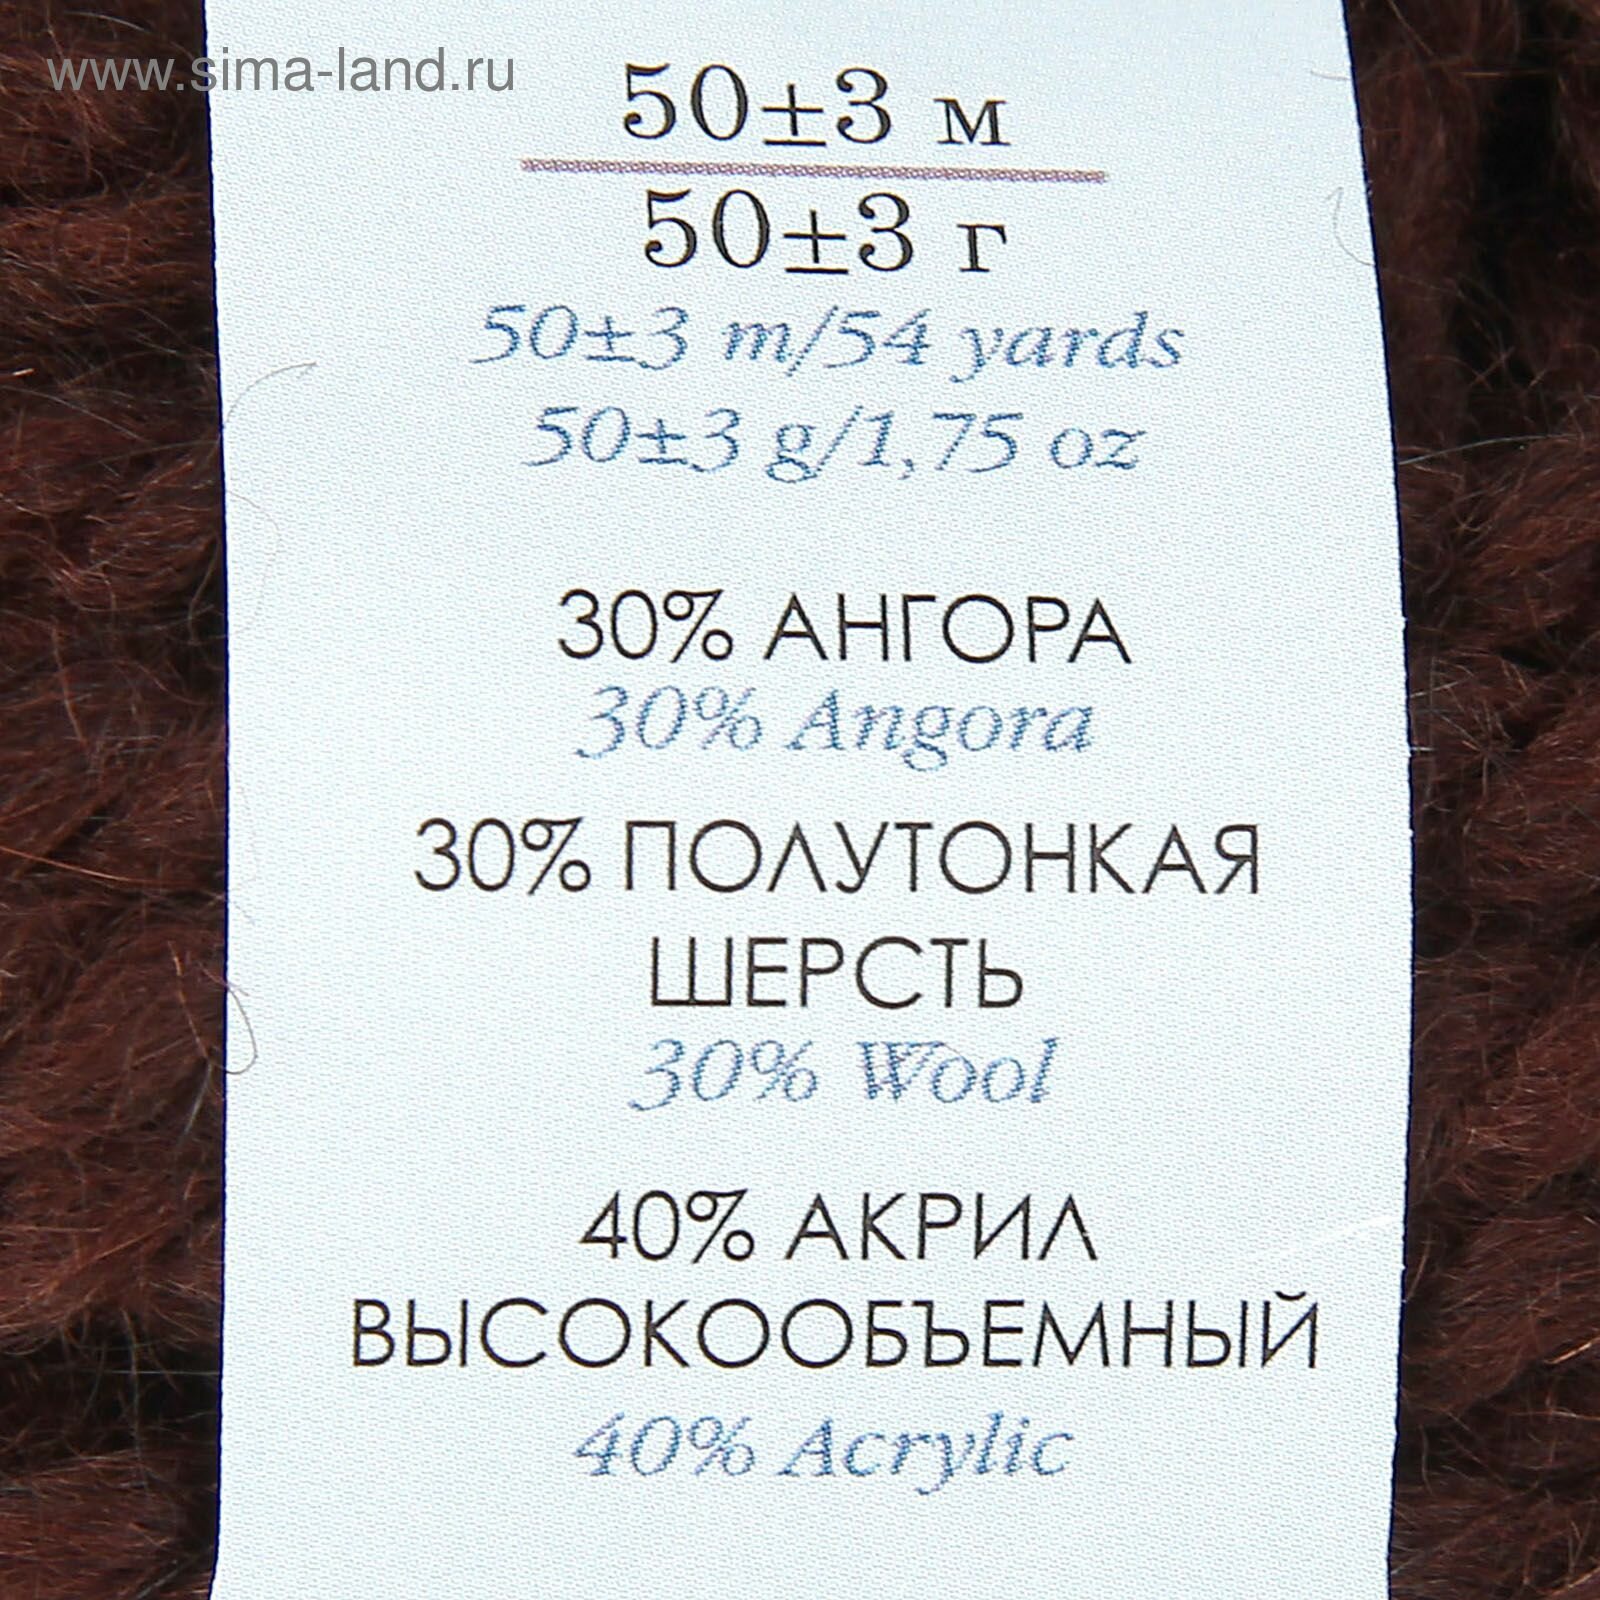 www.sima-land.ru
50±3 м
50±3 г
50±3 m/54 yards
50±3 g/1,75 oz
30% АНГОРА
30% Angora
30% ПОЛУТОНКАЯ
ШЕРСТЬ
30% Wool
40% АКРИЛ
ВЫСОКООБЪЕМНЫЙ
40% Acrylic